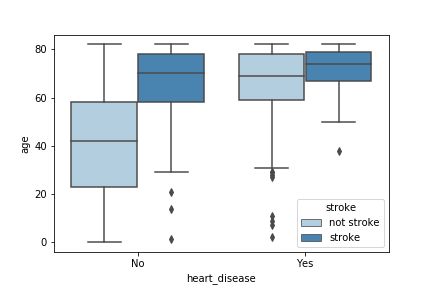 80
60
40
20
0
age
No
Yes
heart_disease
stroke
not stroke
stroke